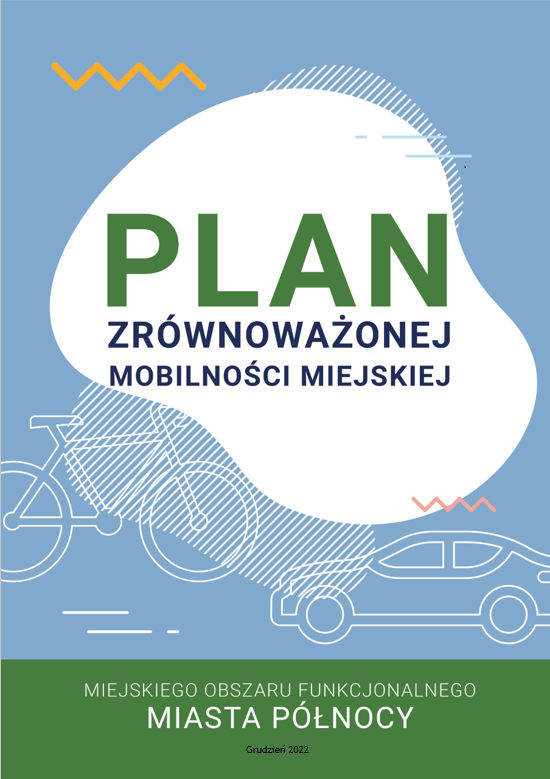 PLAN
ZRÓWNOWAŻONEJ
MOBILNOŚCI MIEJSKIEJ
MIEJSKIEGO OBSZARU FUNKCJONALNEGO
MIASTA PÓŁNOCY
Grudzień 2022